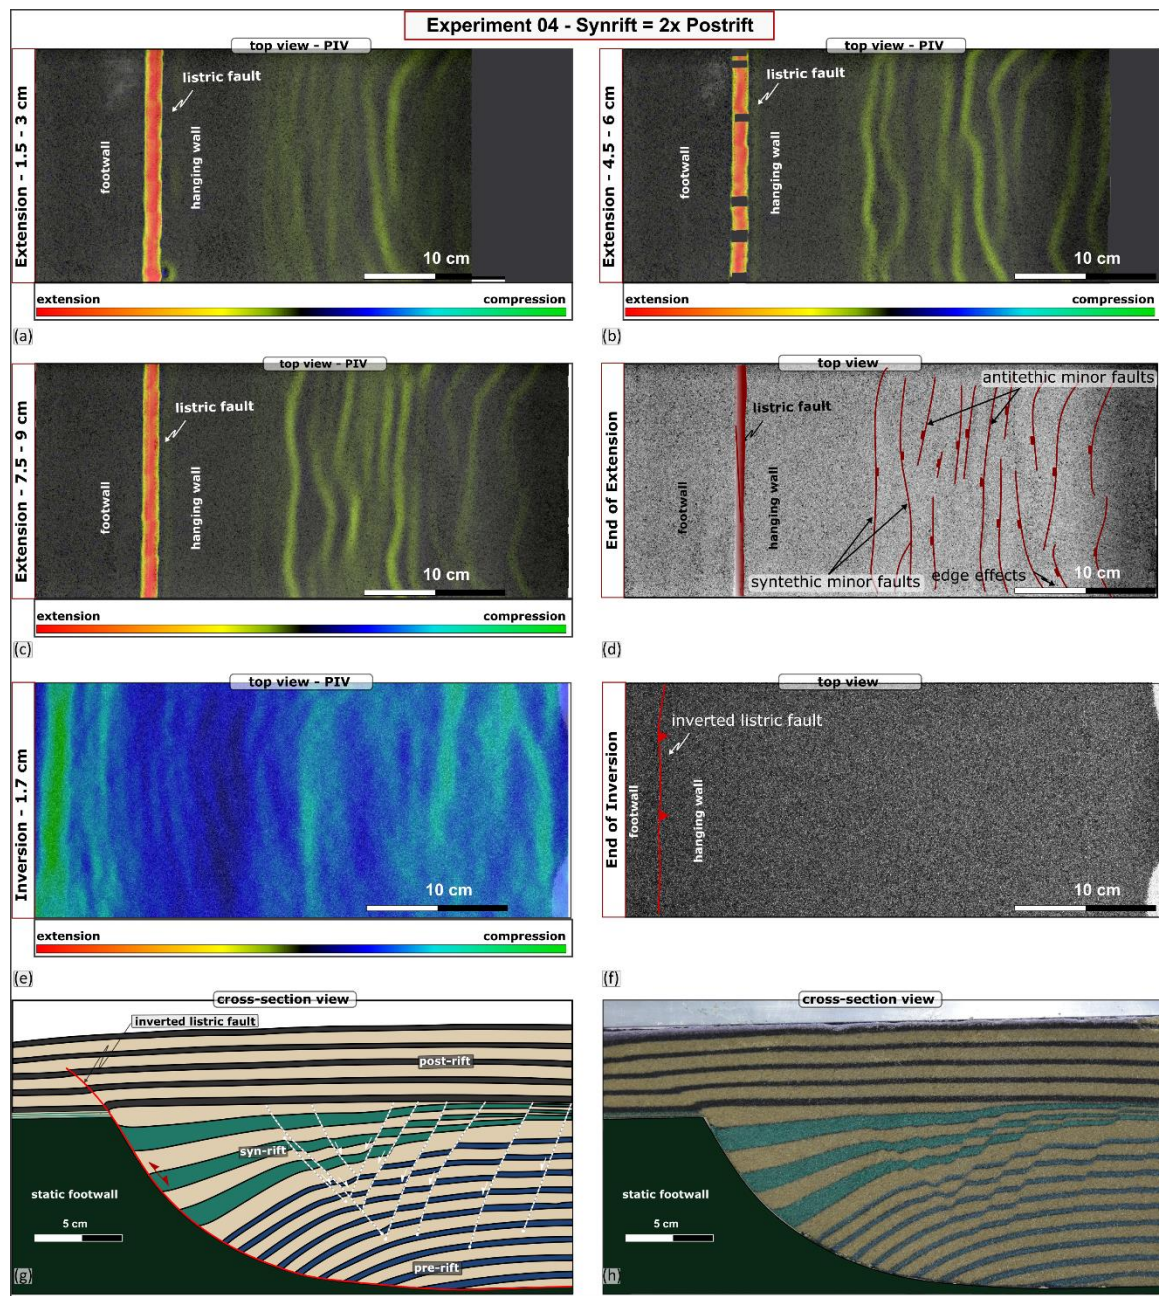 Experiment 04 - Synrift = 2x Postrift
Extension - 1.5 - 3 cm
top view - PIV
listric fault
footwall
hanging wall
10 cm
extension
compression
(a)
Extension - 4.5 - 6 cm
top view - PIV
listric fault
footwall
hanging wall
10 cm
extension
compression
(b)
Extension - 7.5 - 9 cm
top view - PIV
listric fault
footwall
hanging wall
10 cm
extension
compression
(c)
End of Extension
top view
antitethic minor faults
listric fault
footwall
hanging wall
syntethic minor faults
edge effects
10 cm
(d)
Inversion - 1.7 cm
top view - PIV
10 cm
extension
compression
(e)
End of Inversion
top view
inverted listric fault
footwall
hanging wall
10 cm
(f)
cross-section view
inverted listric fault
post-rift
syn-rift
static footwall
5 cm
pre-rift
(g)
cross-section view
static footwall
5 cm
(h)